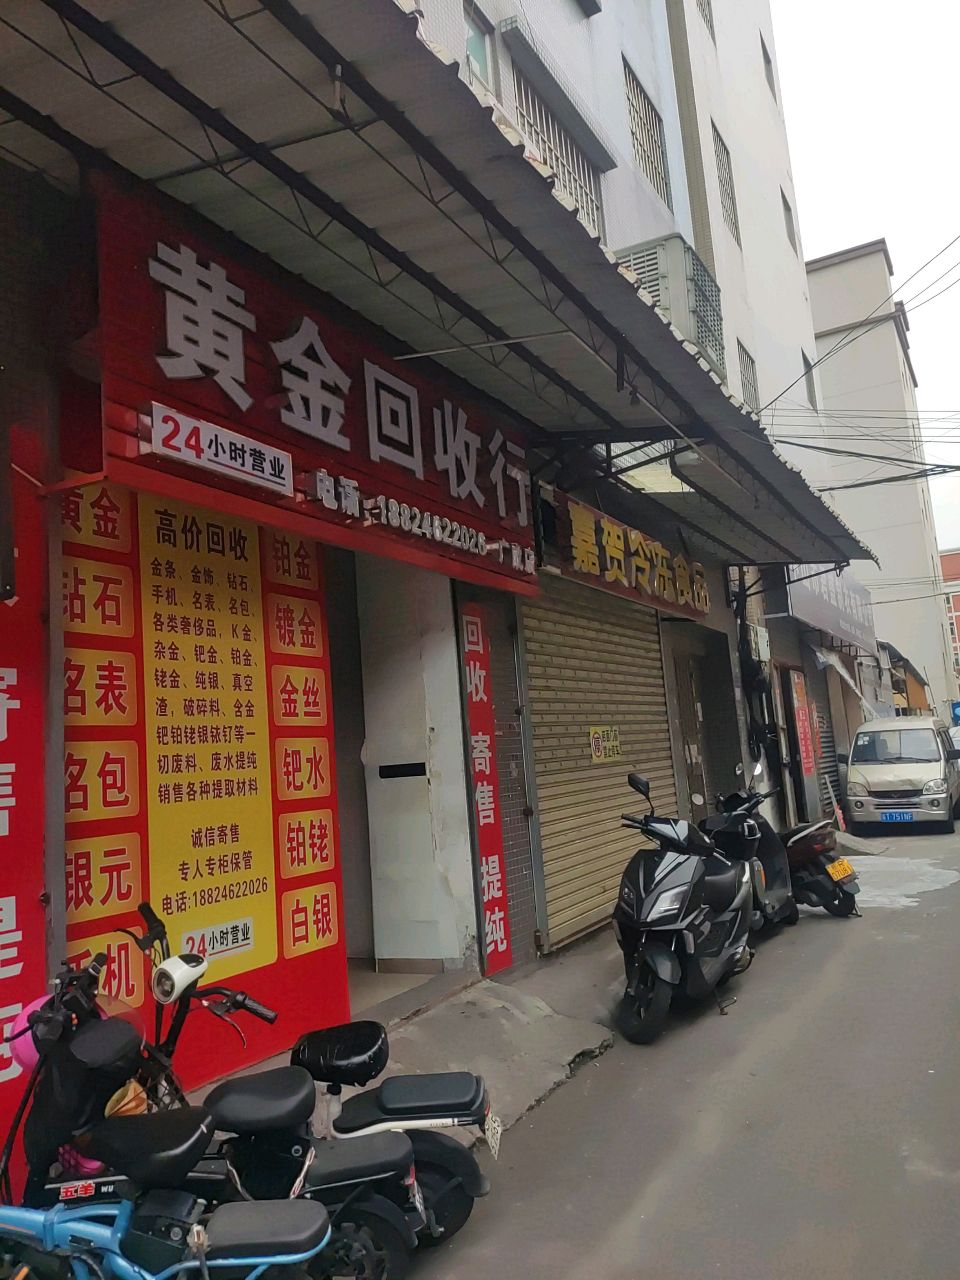 黄金回收行
24小时营业
电话:18824622026
黄金
钻石
名表
名包
银元
手机
高价回收
金条、金饰、钻石、
手机、名表、名包、
各类奢侈品，K金、
杂金、钯金、铂金、
铑金、纯银、真空
渣，破碎料、含金
钯铂铑银铱钌等一
切废料、废水提纯
销售各种提取材料
诚信寄售
专人专柜保管
电话:18824622026
24小时营业
铂金
镀金
金丝
钯水
铂铑
白银
寄售
回收 寄售 提纯
嘉贺冷冻食品
五羊